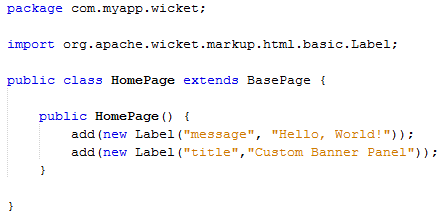 package com.myapp.wicket;
import org.apache.wicket.markup.html.basic.Label;
public class HomePage extends BasePage {
public HomePage() {
add(new Label("message", "Hello, World!"));
add(new Label("title","Custom Banner Panel"));
}
}